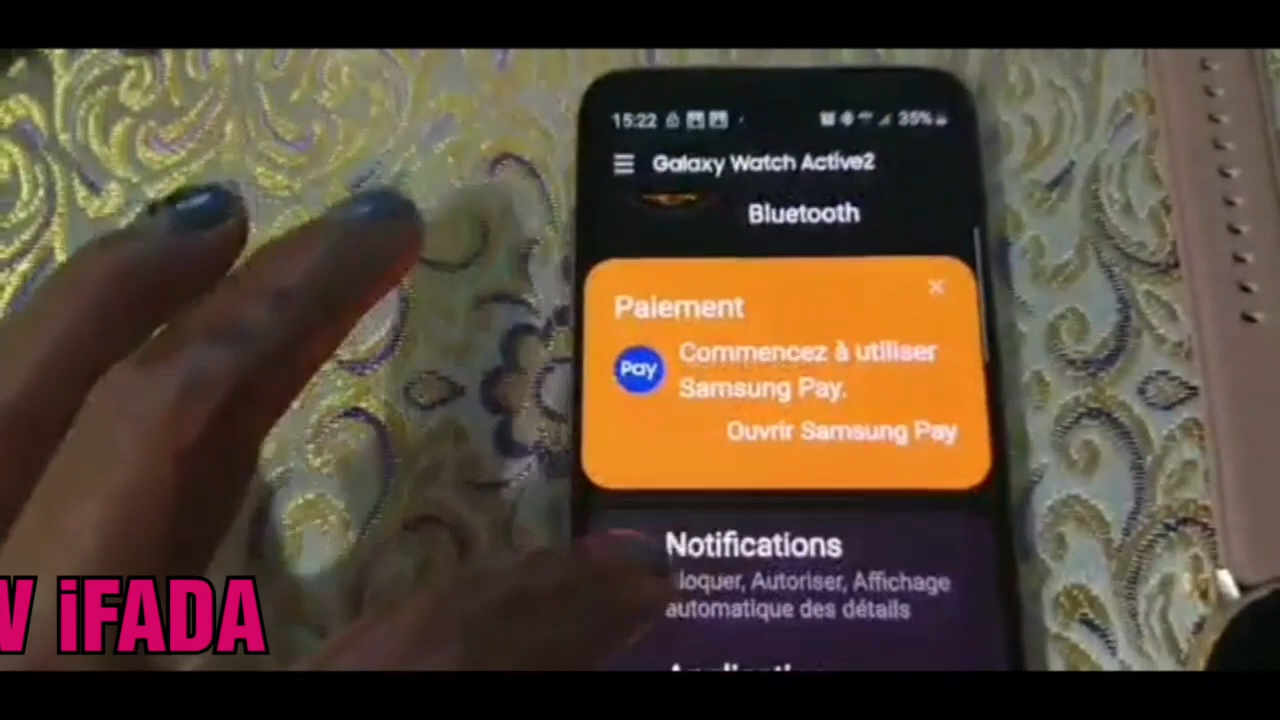 15:22
35%
Galaxy Watch Active2
Bluetooth
Paiement
Pay
Commencez à utiliser
Samsung Pay.
Ouvrir Samsung Pay
Notifications
loquer, Autoriser, Affichage
automatique des détails
iFADA